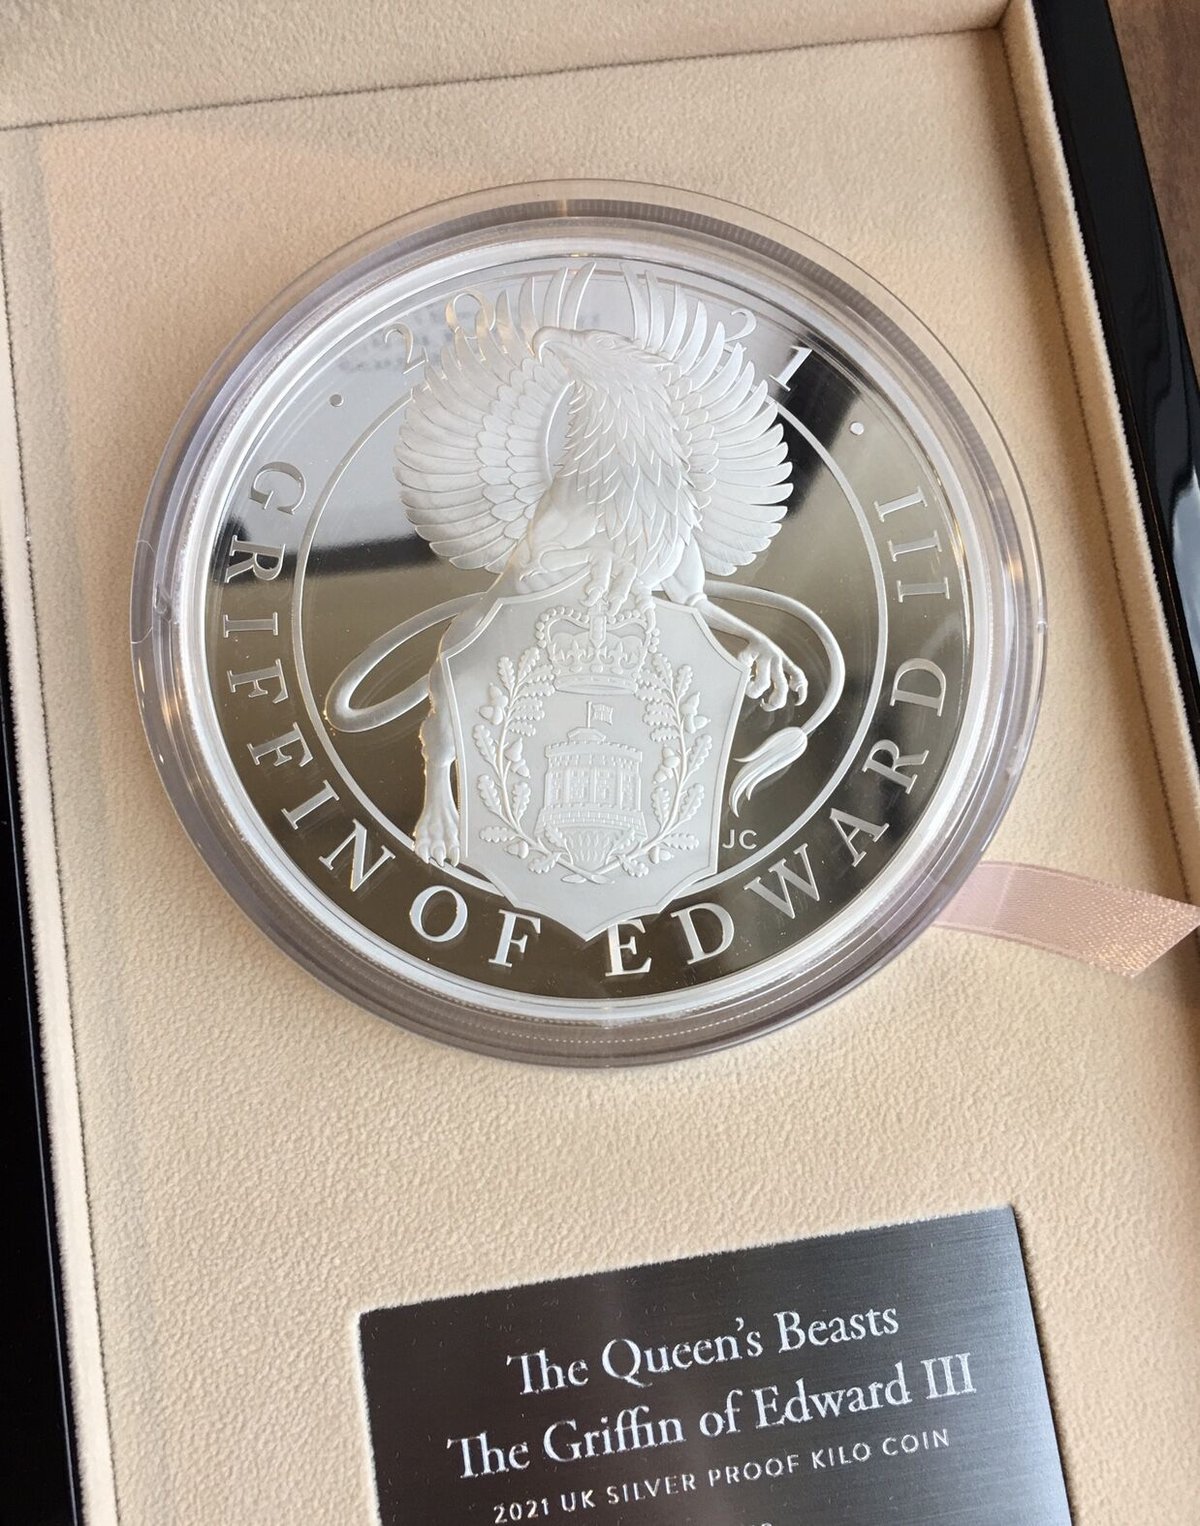 · 2021 ·
GRIFFIN OF EDWARD III
JC
The Queen's Beasts
The Griffin of Edward III
2021 UK SILVER PROOF KILO COIN